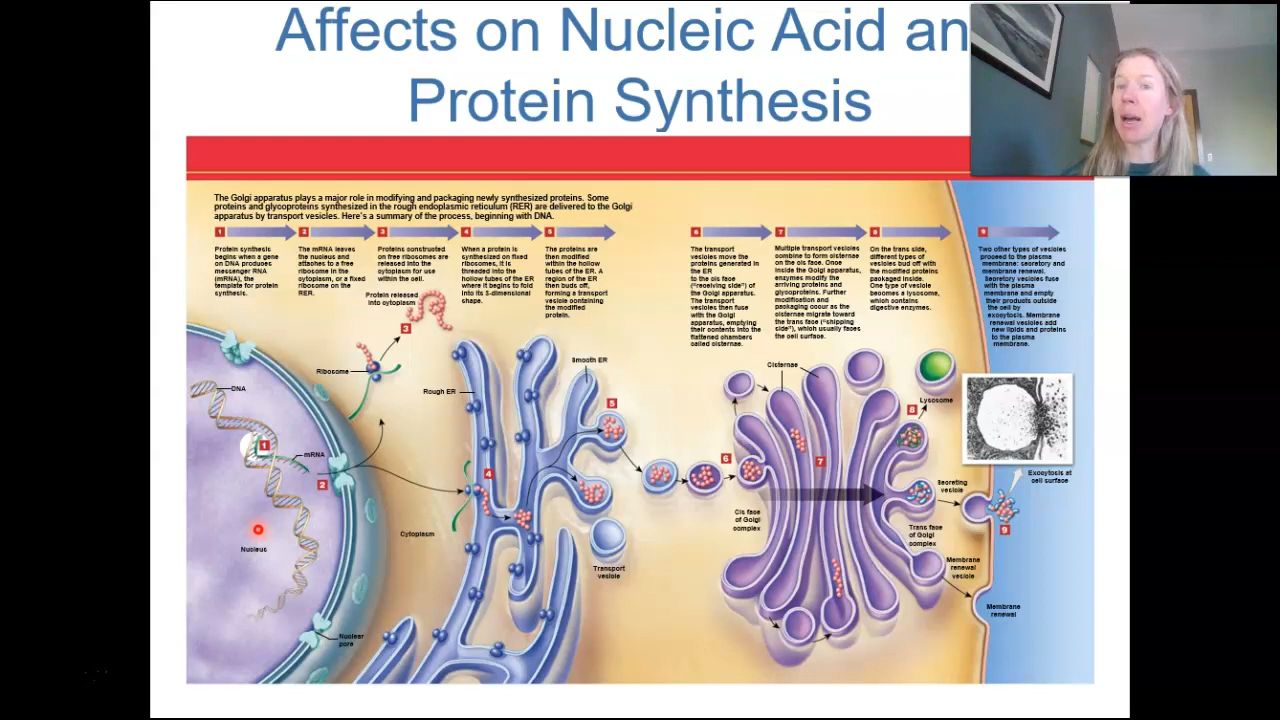 Affects on Nucleic Acid an
Protein Synthesis
The Golgi apparatus plays a major role in modifying and packaging newly synthesized proteins. Some
proteins and glycoproteins synthesized in the rough endoplasmic reticulum (RER) are delivered to the Golgi
apparatus by transport vesicles. Here's a summary of the process, beginning with DNA.
1
Protein synthesis
begins when a gene
on DNA produces
messenger RNA
(mRNA), the
template for protein
synthesis.
2
The mRNA leaves
the nucleus and
attaches to a free
ribosome in the
cytoplasm, or a fixed
ribosome on the
RER.
3
Proteins constructed
on free ribosomes are
released into the
cytoplasm for use
within the cell.
4
When a protein is
synthesized on fixed
ribosomes, it is
threaded into the
hollow tubes of the ER
where it begins to fold
into its 3-dimensional
shape.
5
The proteins are
then modified
within the hollow
tubes of the ER. A
region of the ER
then buds off,
forming a transport
vesicle containing
the modified
protein.
6
The transport
vesicles move the
proteins generated in
the ER
to the cis face
("receiving side") of
the Golgi apparatus.
The transport
vesicles then fuse
with the Golgi
apparatus, emptying
their contents into the
flattened chambers
called cisternae.
7
Multiple transport vesicles
combine to form cisternae
on the cis face. Once
inside the Golgi apparatus,
enzymes modify the
arriving proteins and
glycoproteins. Further
modification and
packaging occur as the
cisternae migrate toward
the trans face ("shipping
side"), which usually faces
the cell surface.
8
On the trans side,
different types of
vesicles bud off with
the modified proteins
packaged inside.
One type of vesicle
becomes a lysosome,
which contains
digestive enzymes.
9
Two other types of vesicles
proceed to the plasma
membrane: secretory and
membrane renewal.
Secretory vesicles fuse
with the plasma
membrane and empty
their products outside
the cell by
exocytosis. Membrane
renewal vesicles add
new lipids and proteins
to the plasma
membrane.
Protein released
into cytoplasm
3
Ribosome
DNA
1
mRNA
2
Nucleus
Nuclear
pore
Cytoplasm
Rough ER
4
Smooth ER
5
Transport
vesicle
6
Cis face
of Golgi
complex
Cisternae
7
8
Lysosome
Secreting
vesicle
Trans face
of Golgi
complex
Exocytosis at
cell surface
9
Membrane
renewal
vesicle
Membrane
renewal